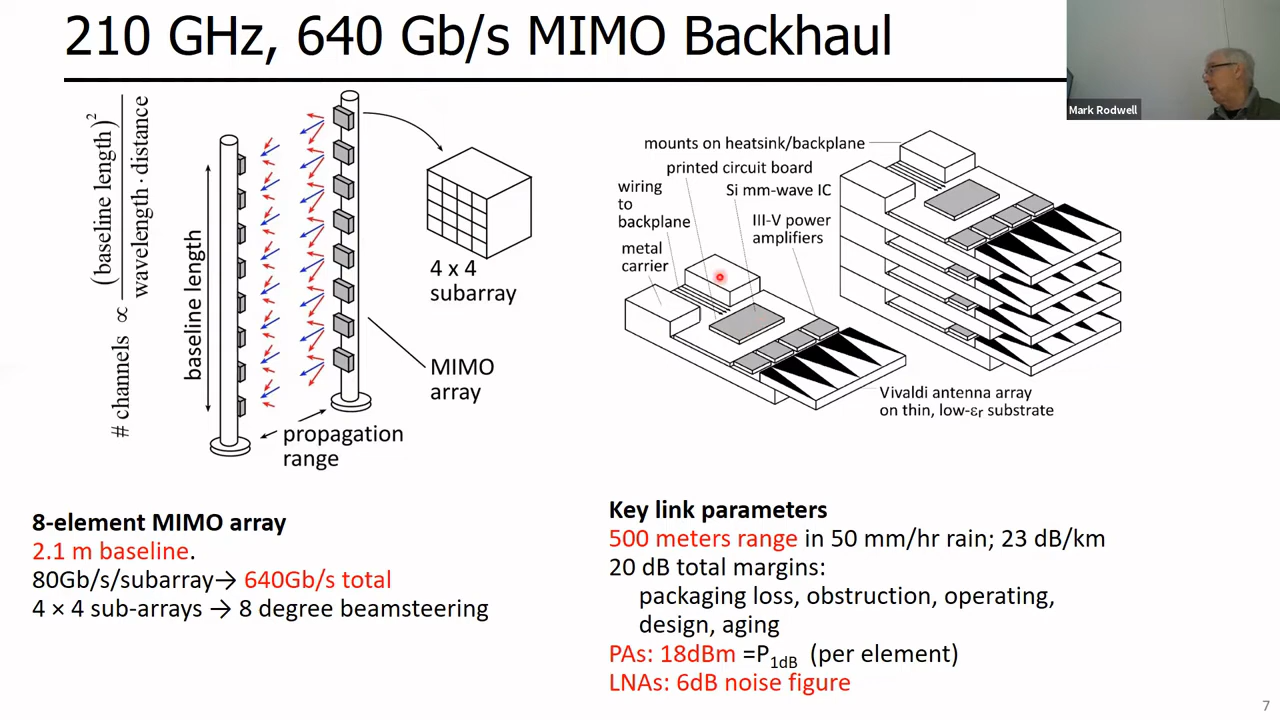 210 GHz, 640 Gb/s MIMO Backhaul
Mark Rodwell
# channels ∝ (baseline length)² / wavelength · distance
baseline length
4 x 4
subarray
MIMO
array
propagation
range
mounts on heatsink/backplane
printed circuit board
wiring
to
backplane
Si mm-wave IC
III-V power
amplifiers
metal
carrier
Vivaldi antenna array
on thin, low-εr substrate
8-element MIMO array
2.1 m baseline.
80Gb/s/subarray→ 640Gb/s total
4 × 4 sub-arrays → 8 degree beamsteering
Key link parameters
500 meters range in 50 mm/hr rain; 23 dB/km
20 dB total margins:
packaging loss, obstruction, operating,
design, aging
PAs: 18dBm =P1dB (per element)
LNAs: 6dB noise figure
7